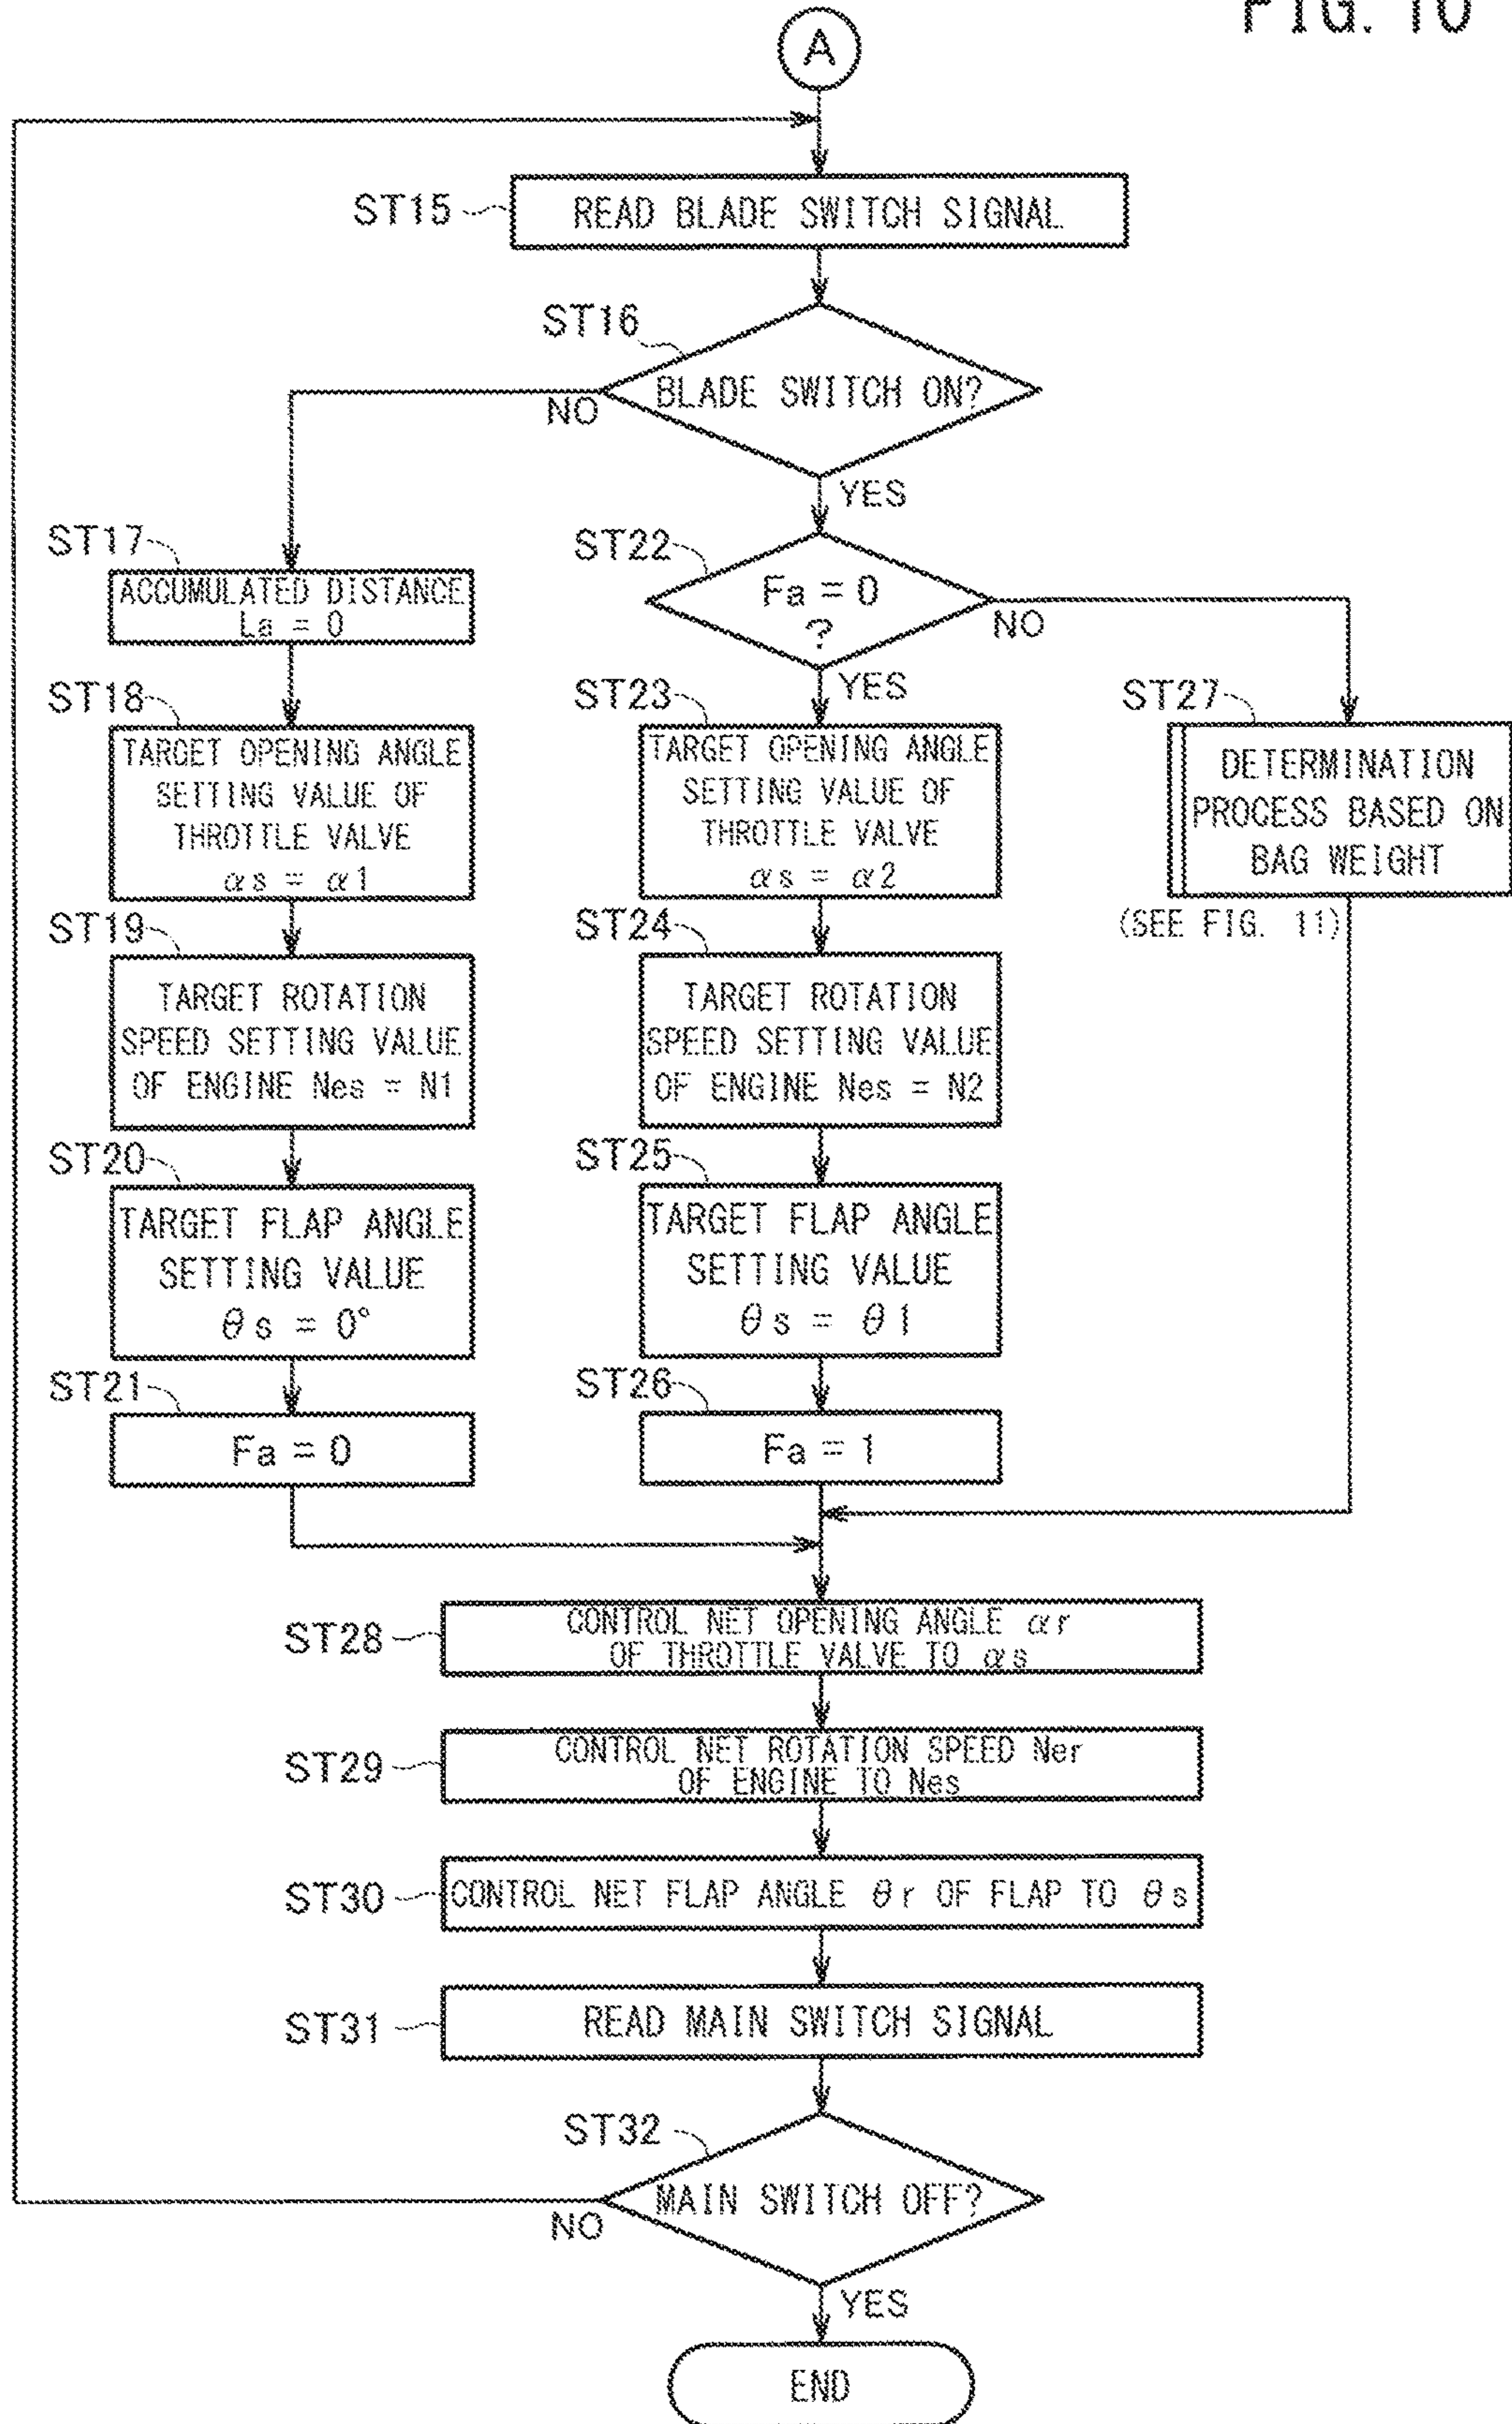 FIG. 10
A
ST15
READ BLADE SWITCH SIGNAL
ST16
BLADE SWITCH ON?
NO
YES
ST17
ACCUMULATED DISTANCE
La = 0
ST22
Fa = 0
?
NO
YES
ST18
TARGET OPENING ANGLE
SETTING VALUE OF
THROTTLE VALVE
αs = α1
ST23
TARGET OPENING ANGLE
SETTING VALUE OF
THROTTLE VALVE
αs = α2
ST27
DETERMINATION
PROCESS BASED ON
BAG WEIGHT
(SEE FIG. 11)
ST19
TARGET ROTATION
SPEED SETTING VALUE
OF ENGINE Nes = N1
ST24
TARGET ROTATION
SPEED SETTING VALUE
OF ENGINE Nes = N2
ST20
TARGET FLAP ANGLE
SETTING VALUE
θs = 0°
ST25
TARGET FLAP ANGLE
SETTING VALUE
θs = θ1
ST21
Fa = 0
ST26
Fa = 1
ST28
CONTROL NET OPENING ANGLE αr
OF THROTTLE VALVE TO αs
ST29
CONTROL NET ROTATION SPEED Ner
OF ENGINE TO Nes
ST30
CONTROL NET FLAP ANGLE θr OF FLAP TO θs
ST31
READ MAIN SWITCH SIGNAL
ST32
MAIN SWITCH OFF?
NO
YES
END